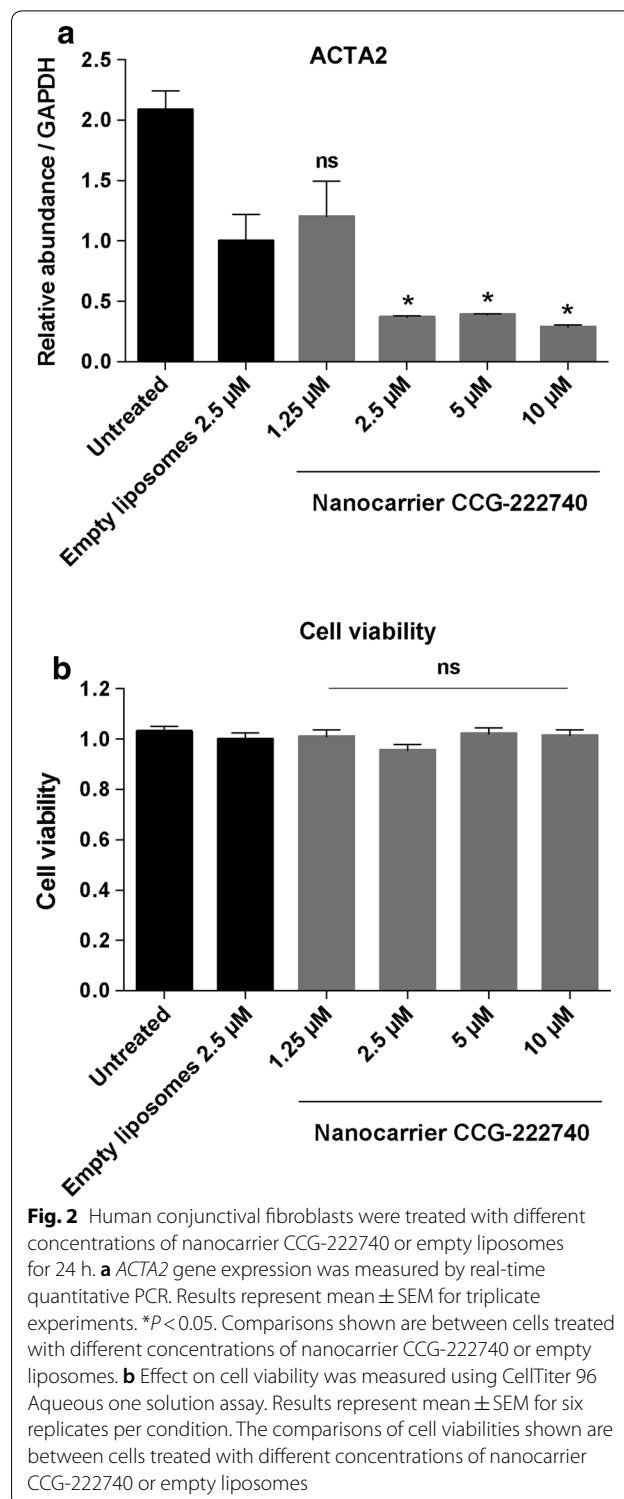 a
ACTA2
Relative abundance / GAPDH
2.5
2.0
1.5
1.0
0.5
0.0
ns
*
*
*
Untreated
Empty liposomes 2.5 µM
1.25 µM
2.5 µM
5 µM
10 µM
Nanocarrier CCG-222740
Cell viability
b
ns
Cell viability
1.2
1.0
0.8
0.6
0.4
0.2
0.0
Untreated
Empty liposomes 2.5 µM
1.25 µM
2.5 µM
5 µM
10 µM
Nanocarrier CCG-222740
Fig. 2 Human conjunctival fibroblasts were treated with different
concentrations of nanocarrier CCG-222740 or empty liposomes
for 24 h. a ACTA2 gene expression was measured by real-time
quantitative PCR. Results represent mean ± SEM for triplicate
experiments. *P < 0.05. Comparisons shown are between cells treated
with different concentrations of nanocarrier CCG-222740 or empty
liposomes. b Effect on cell viability was measured using CellTiter 96
Aqueous one solution assay. Results represent mean ± SEM for six
replicates per condition. The comparisons of cell viabilities shown are
between cells treated with different concentrations of nanocarrier
CCG-222740 or empty liposomes